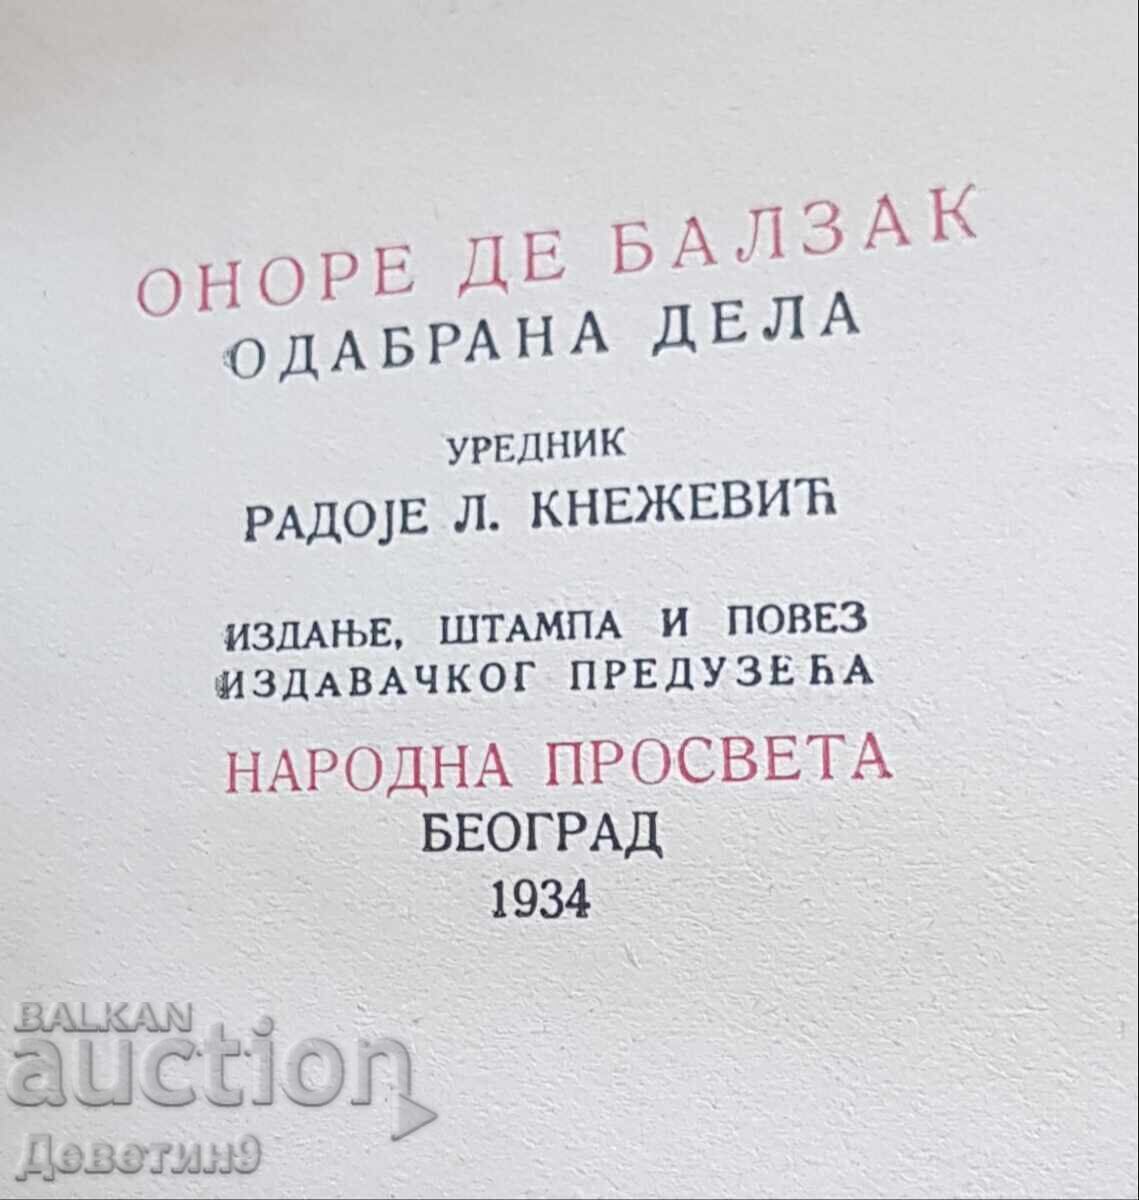 ОНОРЕ ДЕ БАЛЗАК
ОДАБРАНА ДЕЛА
УРЕДНИК
РАДОЈЕ Л. КНЕЖЕВИЋ
ИЗДАЊЕ, ШТАМПА И ПОВЕЗ
ИЗДАВАЧКОГ ПРЕДУЗЕЋА
НАРОДНА ПРОСВЕТА
БЕОГРАД
1934
BALKAN
auction
Деветин9